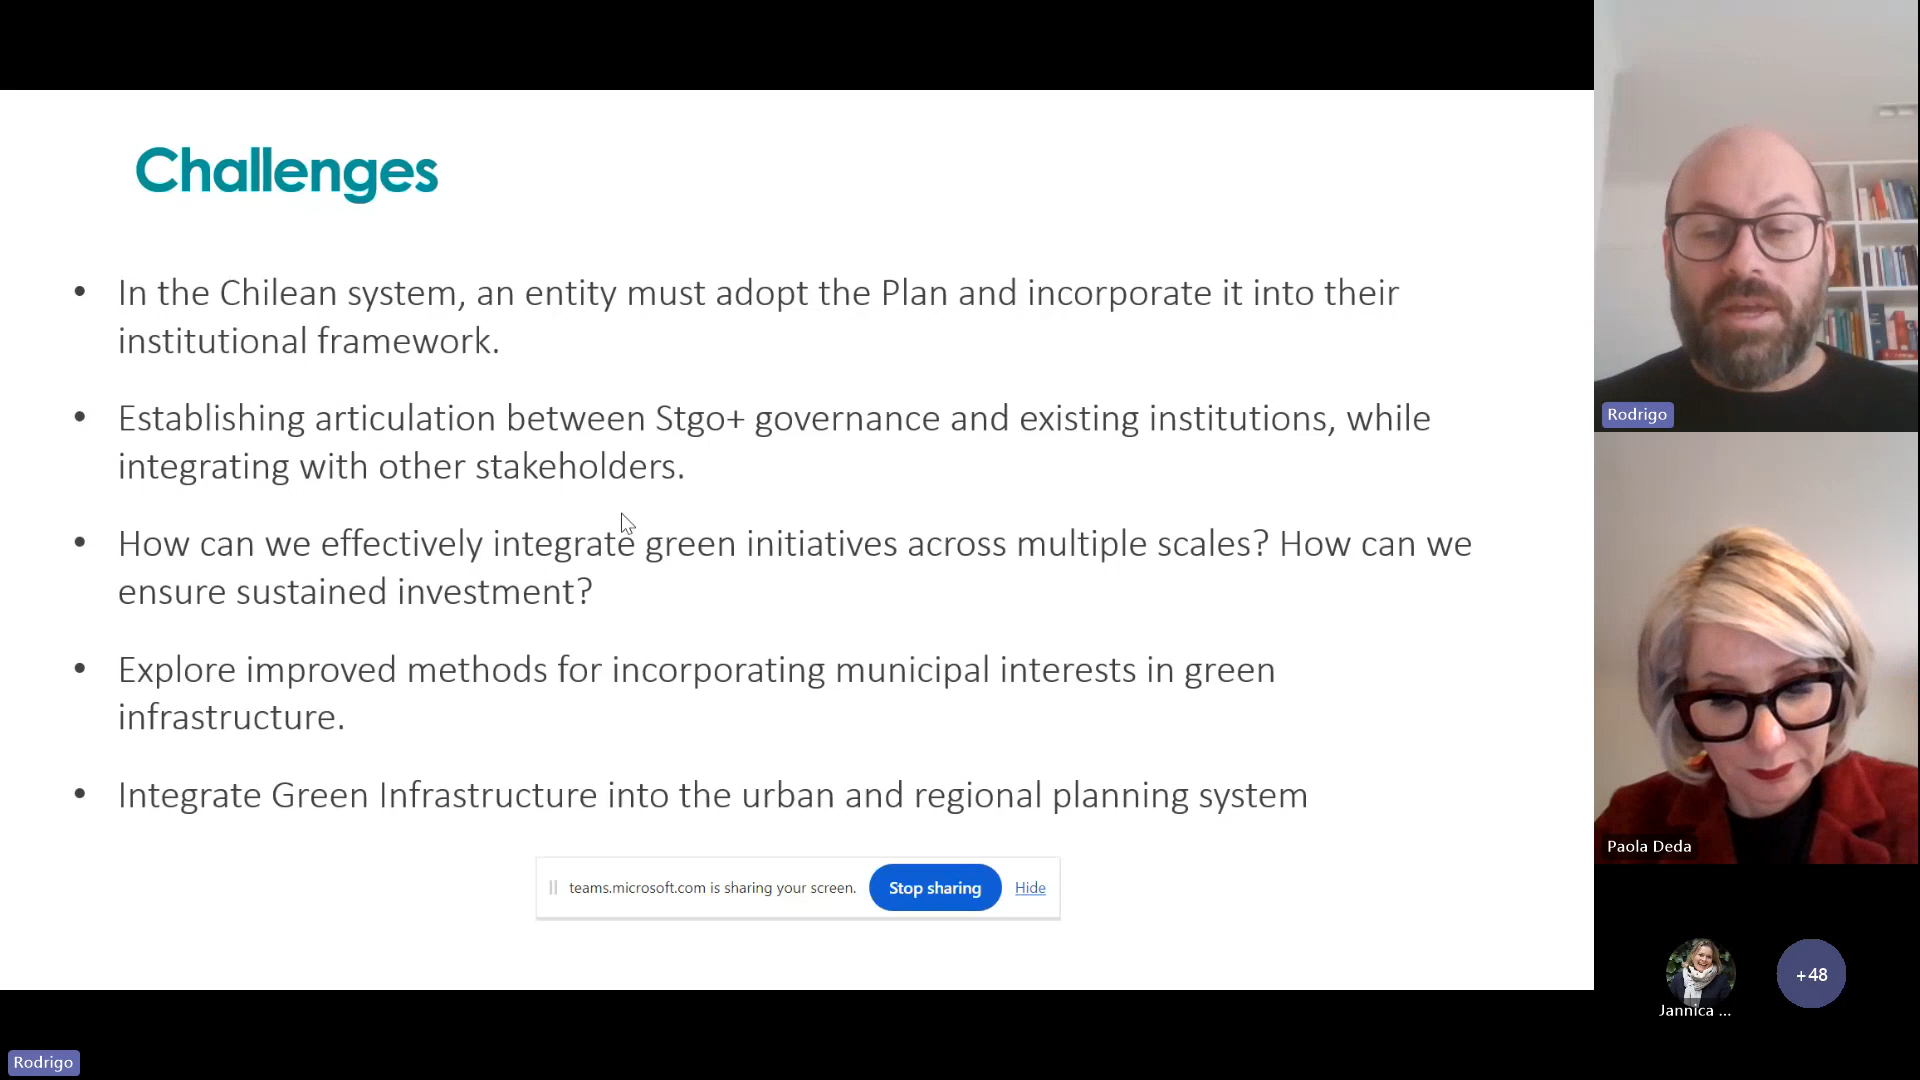 Challenges
• In the Chilean system, an entity must adopt the Plan and incorporate it into their
institutional framework.
• Establishing articulation between Stgo+ governance and existing institutions, while
integrating with other stakeholders.
• How can we effectively integrate green initiatives across multiple scales? How can we
ensure sustained investment?
• Explore improved methods for incorporating municipal interests in green
infrastructure.
• Integrate Green Infrastructure into the urban and regional planning system
teams.microsoft.com is sharing your screen. Stop sharing Hide
Rodrigo
Paola Deda
Jannica ...
+48
Rodrigo